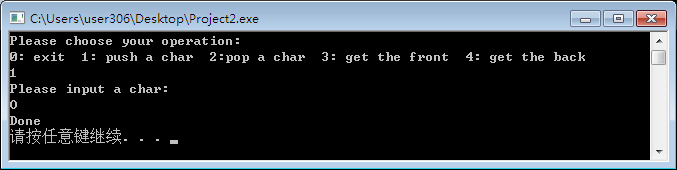 C:\Users\user306\Desktop\Project2.exe
Please choose your operation:
0: exit  1: push a char  2:pop a char  3: get the front  4: get the back
1
Please input a char:
O
Done
请按任意键继续. . .